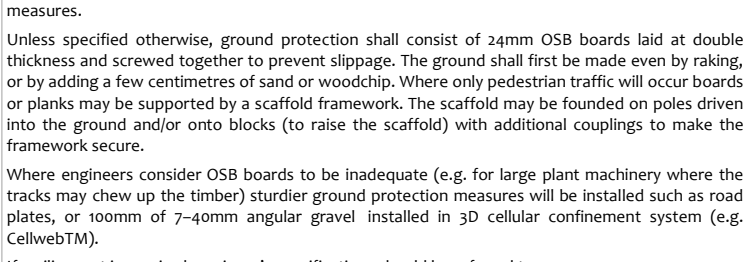 measures.
Unless specified otherwise, ground protection shall consist of 24mm OSB boards laid at double
thickness and screwed together to prevent slippage. The ground shall first be made even by raking,
or by adding a few centimetres of sand or woodchip. Where only pedestrian traffic will occur boards
or planks may be supported by a scaffold framework. The scaffold may be founded on poles driven
into the ground and/or onto blocks (to raise the scaffold) with additional couplings to make the
framework secure.
Where engineers consider OSB boards to be inadequate (e.g. for large plant machinery where the
tracks may chew up the timber) sturdier ground protection measures will be installed such as road
plates, or 100mm of 7–40mm angular gravel installed in 3D cellular confinement system (e.g.
CellwebTM).